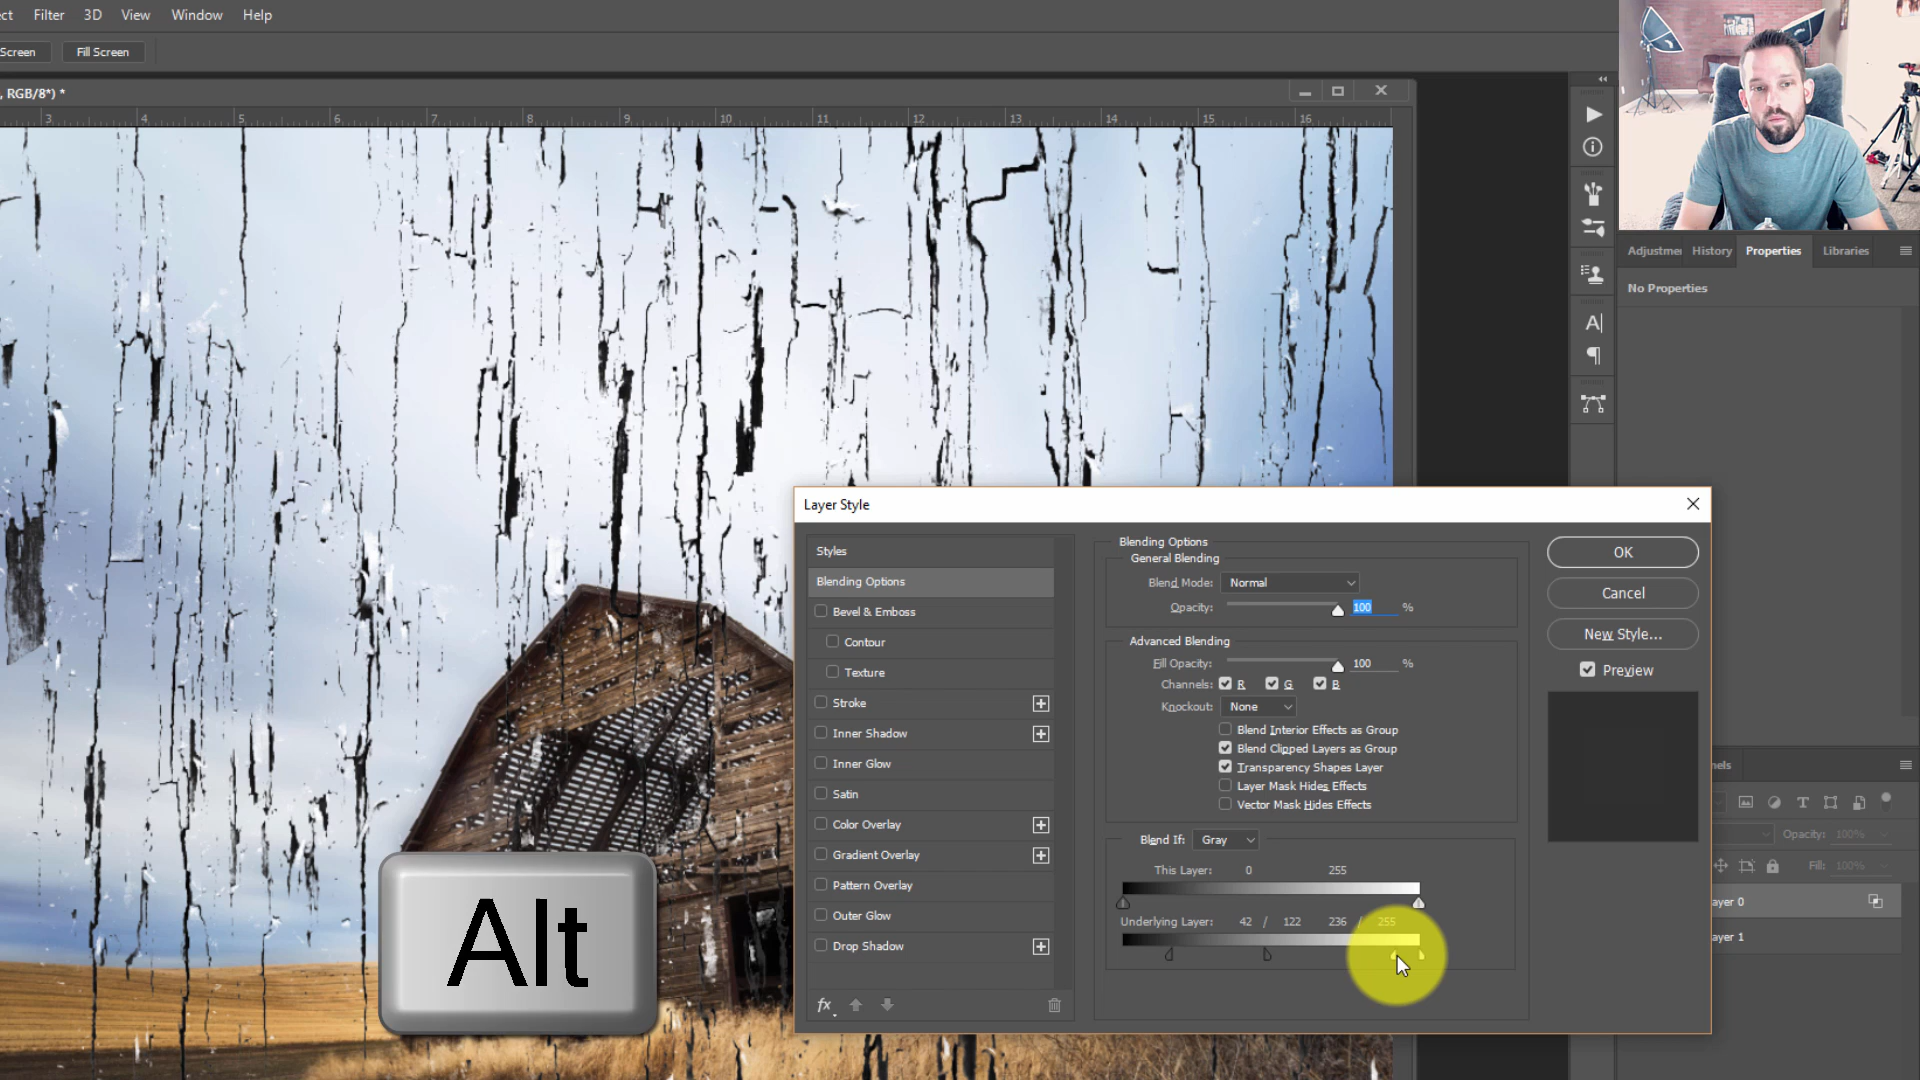 ct Filter 3D View Window Help
Screen Fill Screen
, RGB/8*) *
3 4 5 6 7 8 9 10 11 12 13 14 15 16
Adjustme History Properties Libraries
No Properties
Layer Style
Styles
Blending Options
Bevel & Emboss
Contour
Texture
Stroke
Inner Shadow
Inner Glow
Satin
Color Overlay
Gradient Overlay
Pattern Overlay
Outer Glow
Drop Shadow
fx
Blending Options
General Blending
Blend Mode: Normal
Opacity: 100 %
Advanced Blending
Fill Opacity: 100 %
Channels: R G B
Knockout: None
Blend Interior Effects as Group
Blend Clipped Layers as Group
Transparency Shapes Layer
Layer Mask Hides Effects
Vector Mask Hides Effects
Blend If: Gray
This Layer: 0 255
Underlying Layer: 42 / 122 236 / 255
OK
Cancel
New Style...
Preview
nels
Opacity: 100%
Fill: 100%
ayer 0
ayer 1
Alt